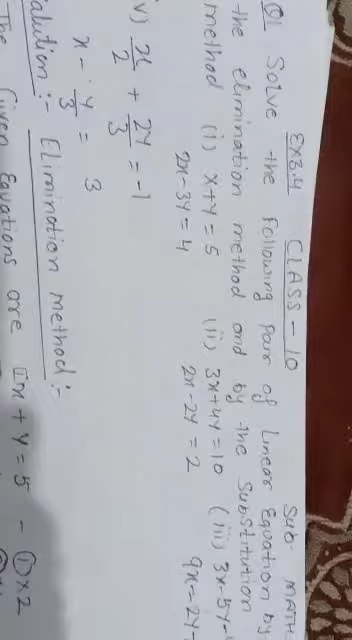 EX3.4 CLASS - 10 Sub- MATH
Q1 Solve the following Pair of Linear Equation by
the elimination method and by the Substitution
method (i) x+y = 5 (ii) 3x+4y=10 (iii) 3x-5y-
2x-3y=4 2x-2y = 2 9x=2y-
v) x/2 + 2y/3 = -1
x - y/3 = 3
alution :- Elimination method :-
The Given Equations are x + y = 5 - ① x2